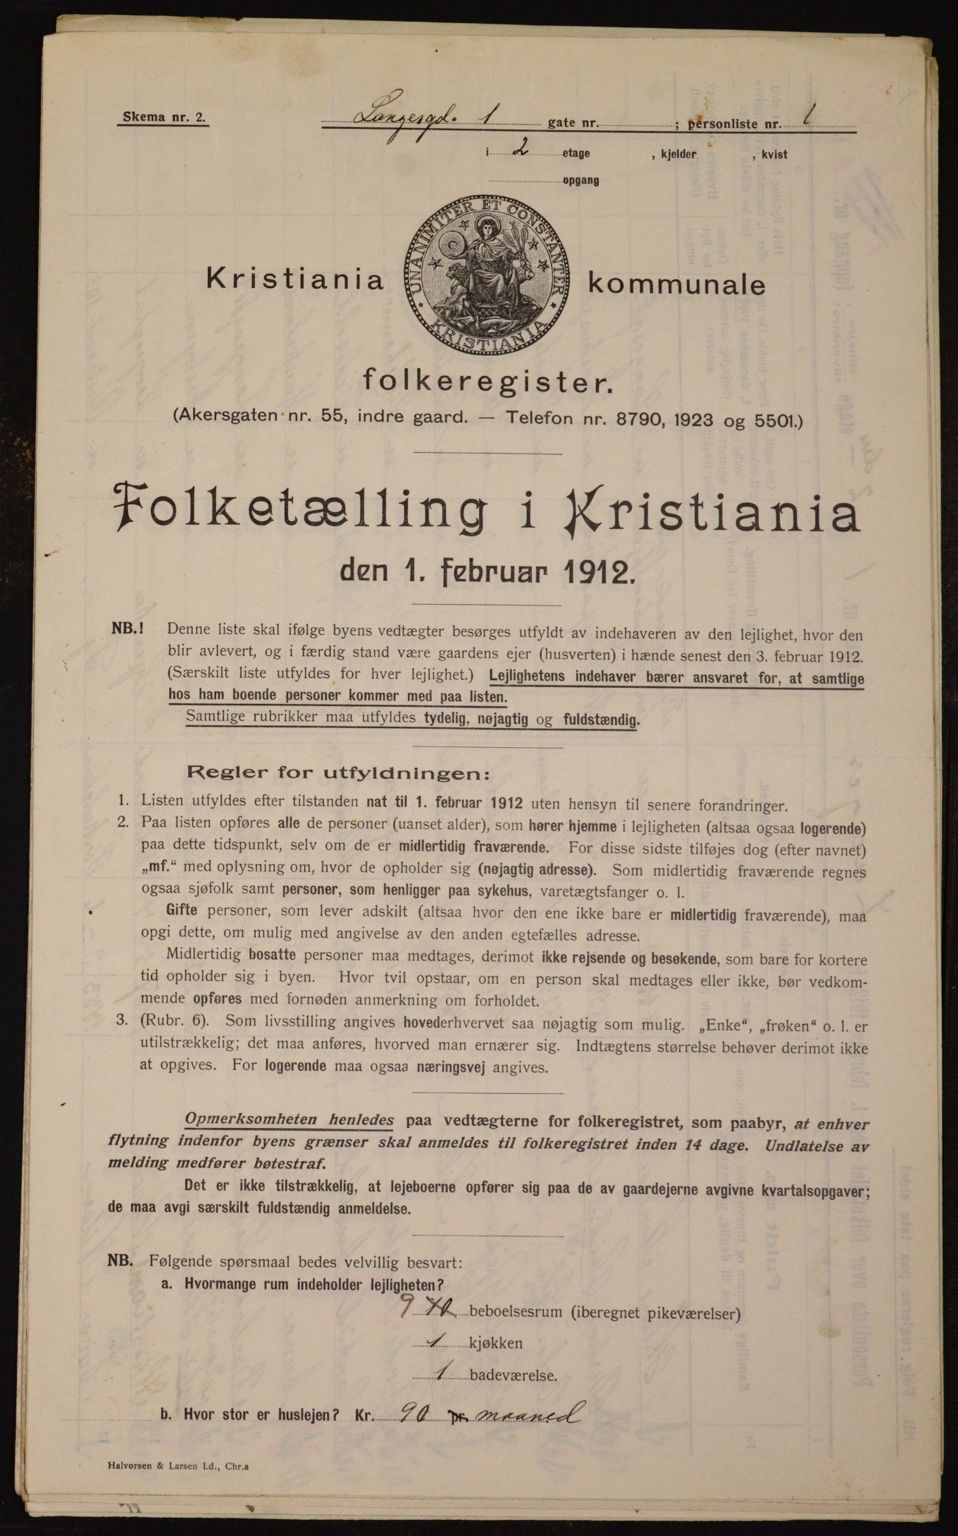 Skema nr. 2.
Langesgd. 1 gate nr. ; personliste nr. 1
i 2 etage , kjelder , kvist
opgang
UNANIMITER ET CONSTANTER
KRISTIANIA
Kristiania kommunale
folkeregister.
(Akersgaten nr. 55, indre gaard. — Telefon nr. 8790, 1923 og 5501.)
Folketælling i Kristiania
den 1. februar 1912.
NB.! Denne liste skal ifølge byens vedtægter besørges utfyldt av indehaveren av den lejlighet, hvor den
blir avlevert, og i færdig stand være gaardens ejer (husverten) i hænde senest den 3. februar 1912.
(Særskilt liste utfyldes for hver lejlighet.) Lejlighetens indehaver bærer ansvaret for, at samtlige
hos ham boende personer kommer med paa listen.
Samtlige rubrikker maa utfyldes tydelig, nøjagtig og fuldstændig.
Regler for utfyldningen:
1. Listen utfyldes efter tilstanden nat til 1. februar 1912 uten hensyn til senere forandringer.
2. Paa listen opføres alle de personer (uanset alder), som hører hjemme i lejligheten (altsaa ogsaa logerende)
paa dette tidspunkt, selv om de er midlertidig fraværende. For disse sidste tilføjes dog (efter navnet)
„mf.“ med oplysning om, hvor de opholder sig (nøjagtig adresse). Som midlertidig fraværende regnes
ogsaa sjøfolk samt personer, som henligger paa sykehus, varetægtsfanger o. l.
Gifte personer, som lever adskilt (altsaa hvor den ene ikke bare er midlertidig fraværende), maa
opgi dette, om mulig med angivelse av den anden egtefælles adresse.
Midlertidig bosatte personer maa medtages, derimot ikke rejsende og besøkende, som bare for kortere
tid opholder sig i byen. Hvor tvil opstaar, om en person skal medtages eller ikke, bør vedkom-
mende opføres med fornøden anmerkning om forholdet.
3. (Rubr. 6). Som livsstilling angives hovederhvervet saa nøjagtig som mulig. „Enke“, „frøken“ o. l. er
utilstrækkelig; det maa anføres, hvorved man ernærer sig. Indtægtens størrelse behøver derimot ikke
at opgives. For logerende maa ogsaa næringsvej angives.
Opmerksomheten henledes paa vedtægterne for folkeregistret, som paabyr, at enhver
flytning indenfor byens grænser skal anmeldes til folkeregistret inden 14 dage. Undlatelse av
melding medfører bøtestraf.
Det er ikke tilstrækkelig, at lejeboerne opfører sig paa de av gaardejerne avgivne kvartalsopgaver;
de maa avgi særskilt fuldstændig anmeldelse.
NB. Følgende spørsmaal bedes velvillig besvart:
a. Hvormange rum indeholder lejligheten?
9 beboelsesrum (iberegnet pikeværelser)
1 kjøkken
1 badeværelse.
b. Hvor stor er huslejen? Kr. 90 pr. maaned
Halvorsen & Larsen Ld., Chr.a